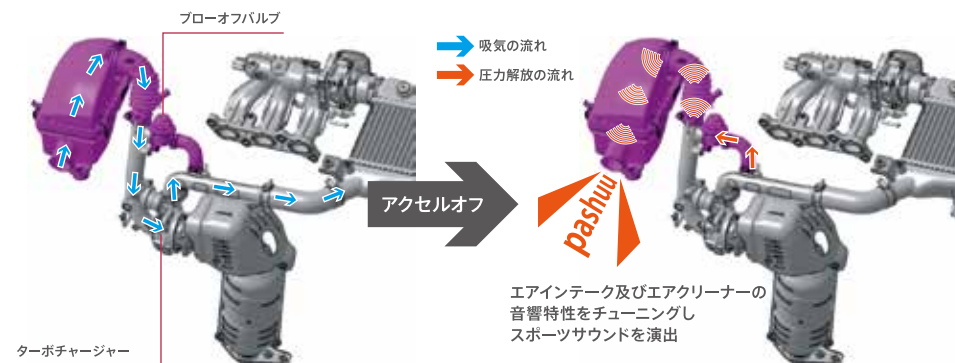 ブローオフバルブ
吸気の流れ
圧力解放の流れ
アクセルオフ
pashu
エアインテーク及びエアクリーナーの
音響特性をチューニングし
スポーツサウンドを演出
ターボチャージャー